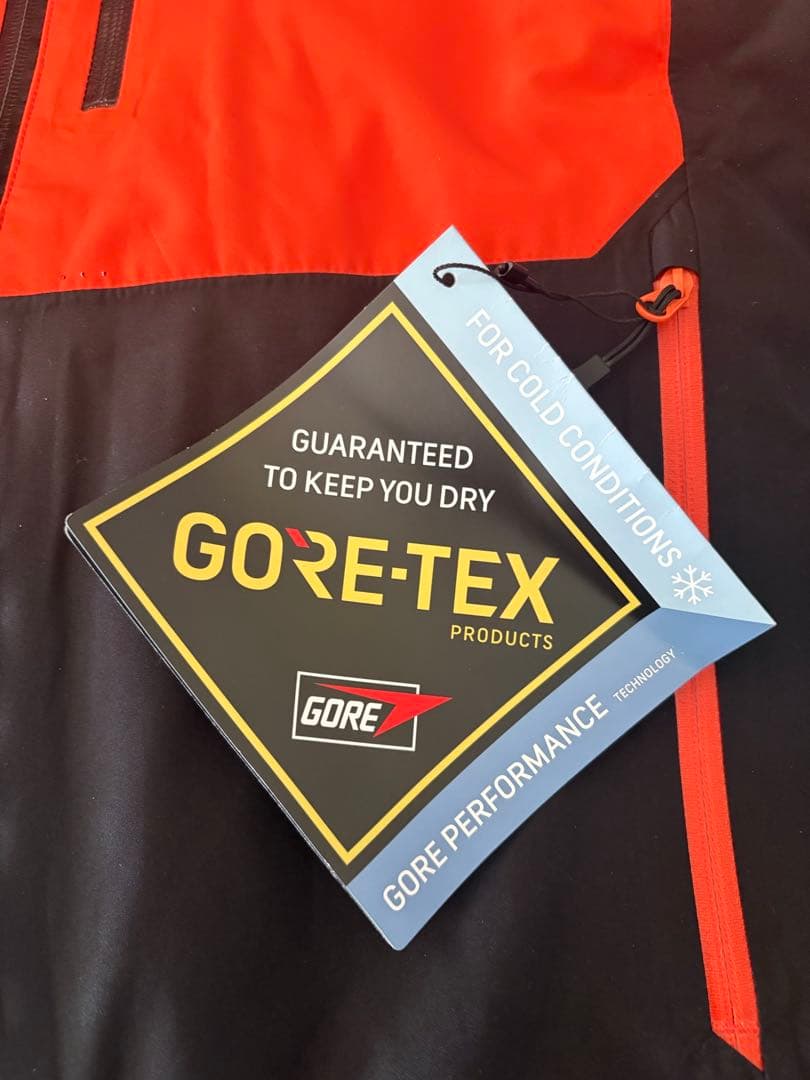 FOR COLD CONDITIONS
GUARANTEED
TO KEEP YOU DRY
GORE-TEX
PRODUCTS
GORE
GORE PERFORMANCE TECHNOLOGY